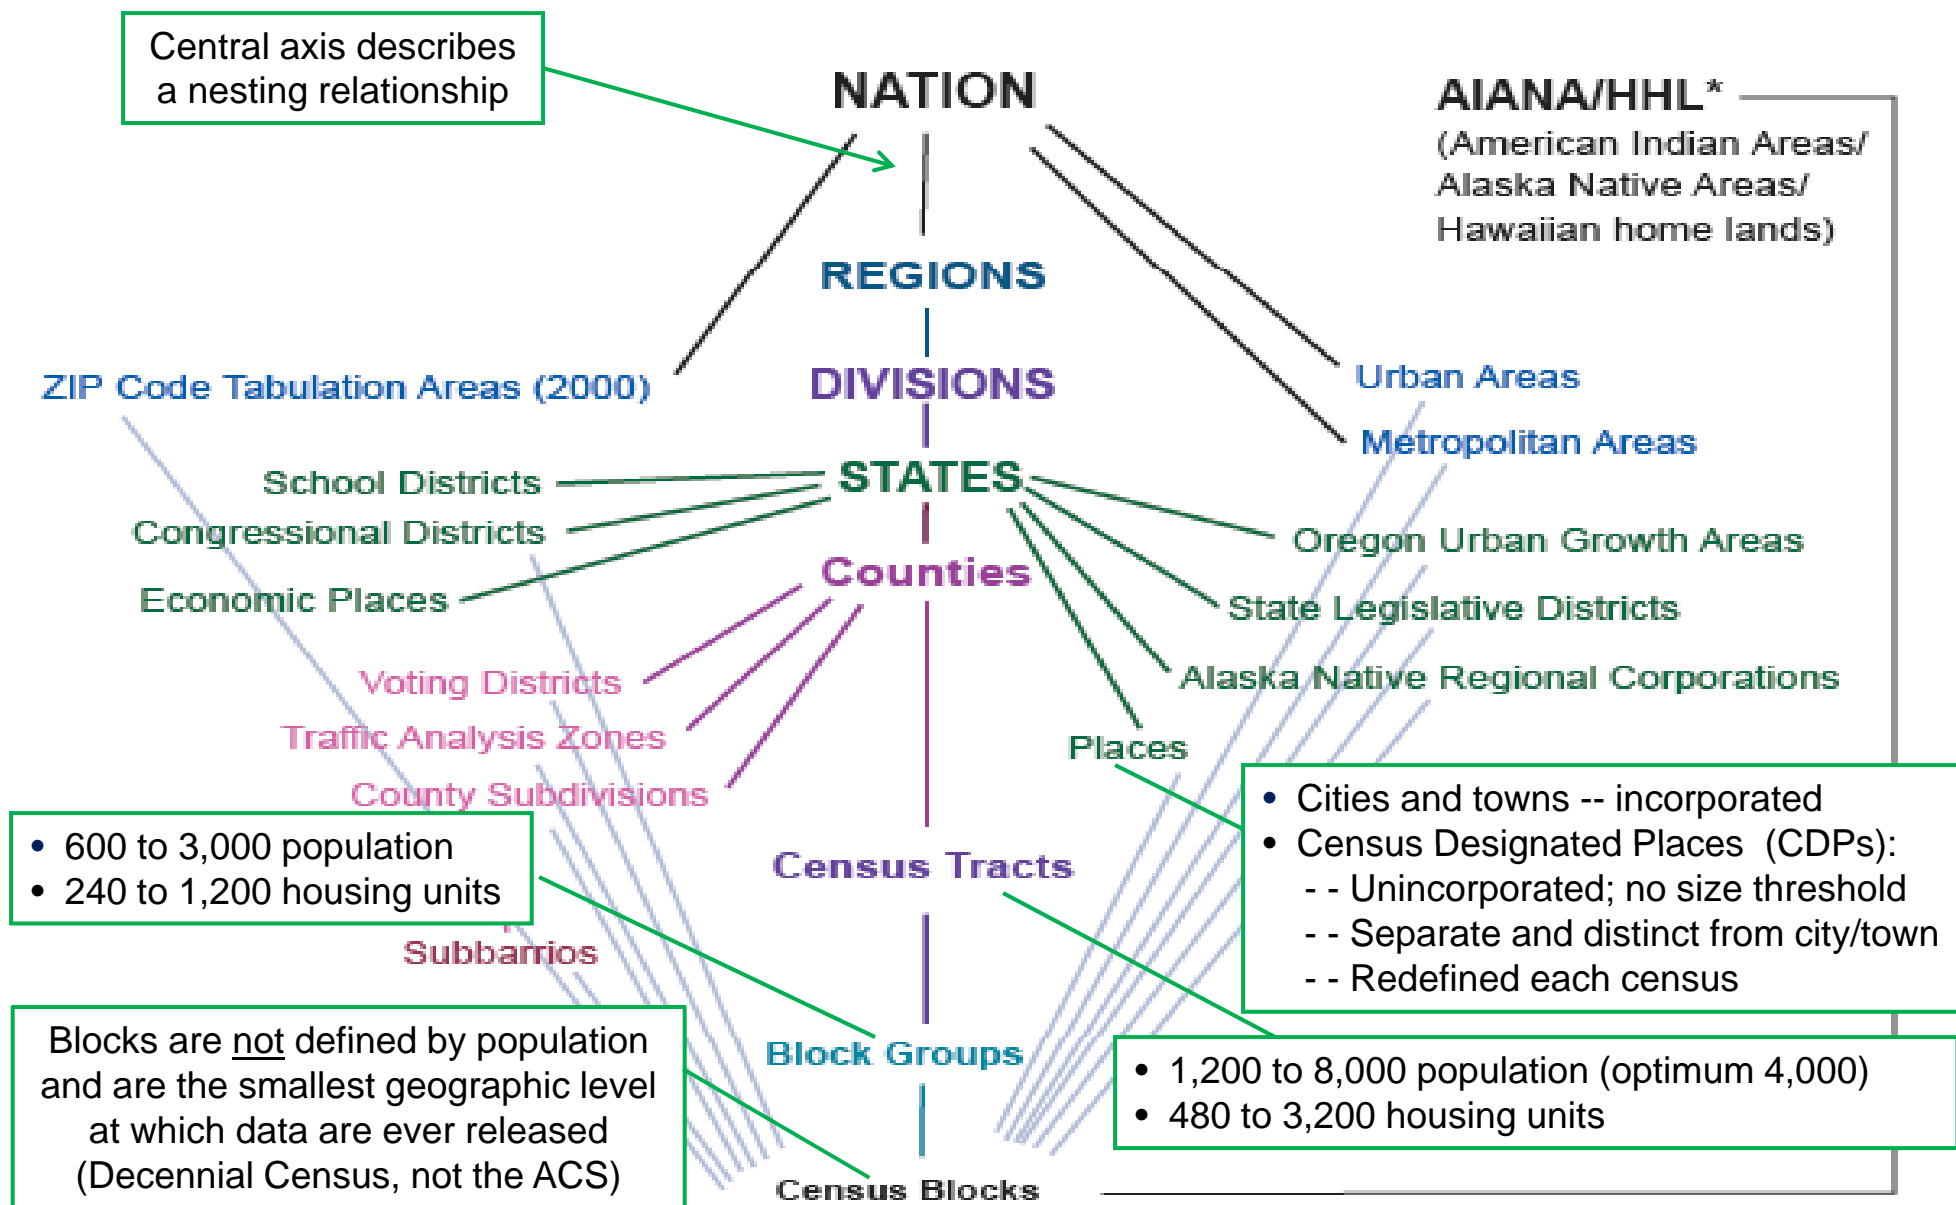 Central axis describes
a nesting relationship
NATION
AIANA/HHL*
(American Indian Areas/
Alaska Native Areas/
Hawaiian home lands)
REGIONS
ZIP Code Tabulation Areas (2000)
DIVISIONS
Urban Areas
Metropolitan Areas
School Districts
STATES
Congressional Districts
Oregon Urban Growth Areas
Economic Places
Counties
State Legislative Districts
Voting Districts
Alaska Native Regional Corporations
Traffic Analysis Zones
Places
County Subdivisions
• Cities and towns -- incorporated
• Census Designated Places (CDPs):
- - Unincorporated; no size threshold
- - Separate and distinct from city/town
- - Redefined each census
• 600 to 3,000 population
• 240 to 1,200 housing units
Census Tracts
Subbarrios
Blocks are not defined by population
and are the smallest geographic level
at which data are ever released
(Decennial Census, not the ACS)
Block Groups
• 1,200 to 8,000 population (optimum 4,000)
• 480 to 3,200 housing units
Census Blocks